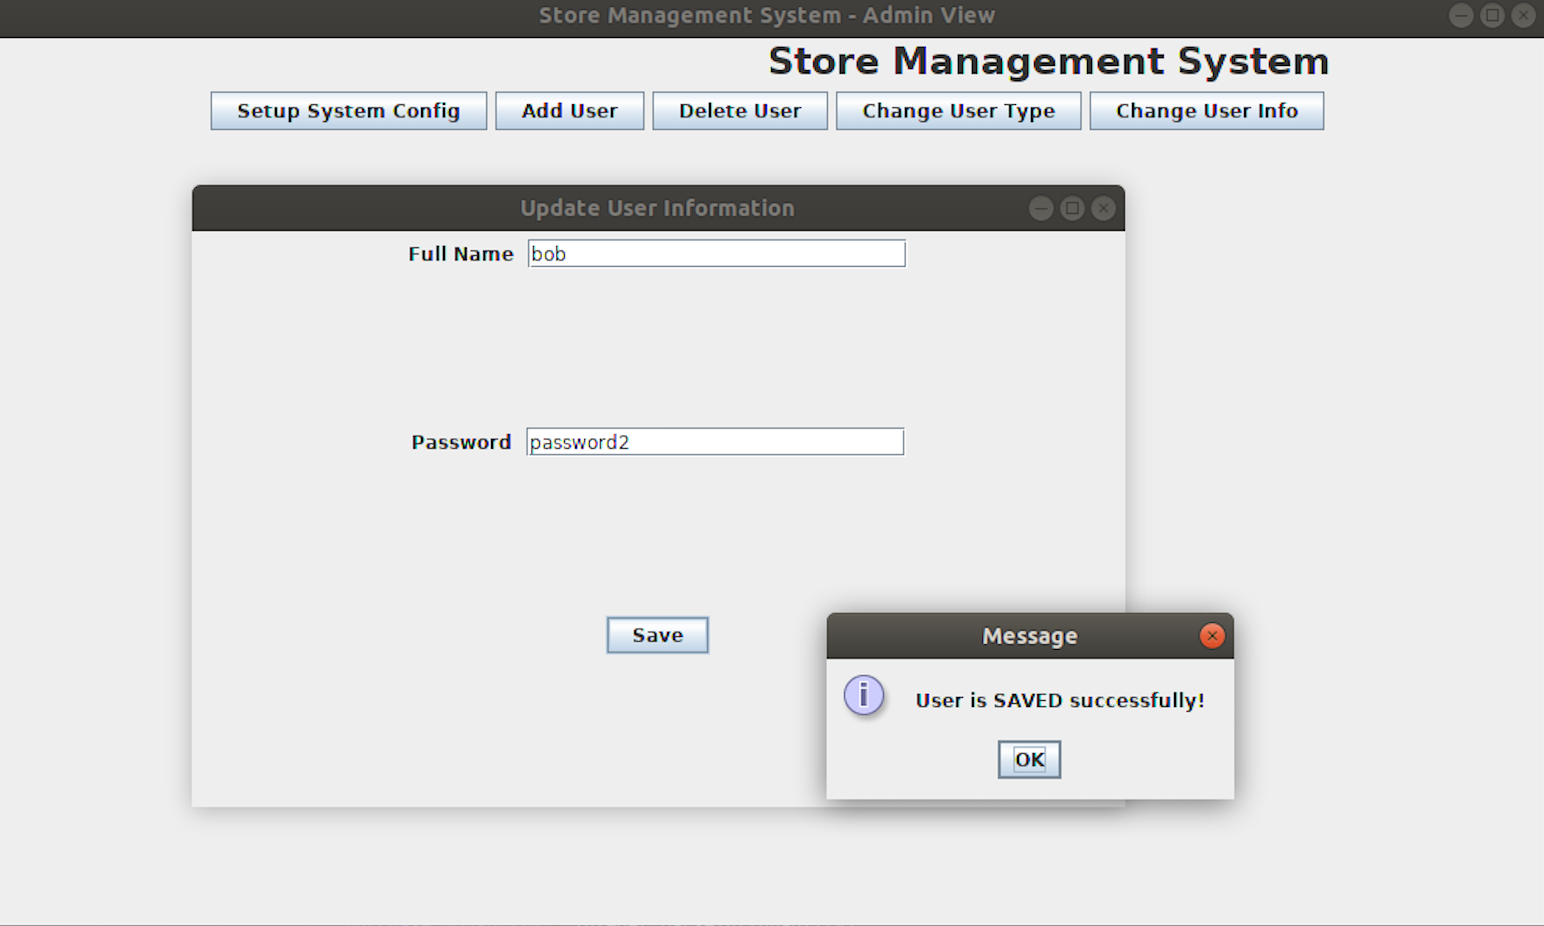 Store Management System - Admin View
Store Management System
Setup System Config Add User Delete User Change User Type Change User Info
Update User Information
Full Name bob
Password password2
Save
Message
i
User is SAVED successfully!
OK